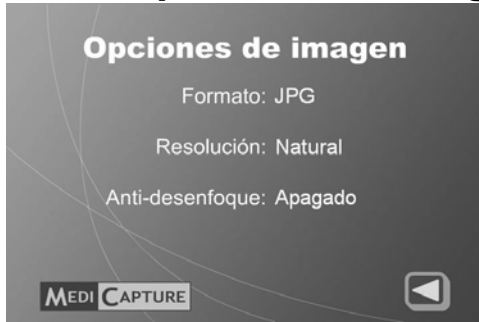 Opciones de imagen
Formato: JPG
Resolución: Natural
Anti-desenfoque: Apagado
MEDI CAPTURE